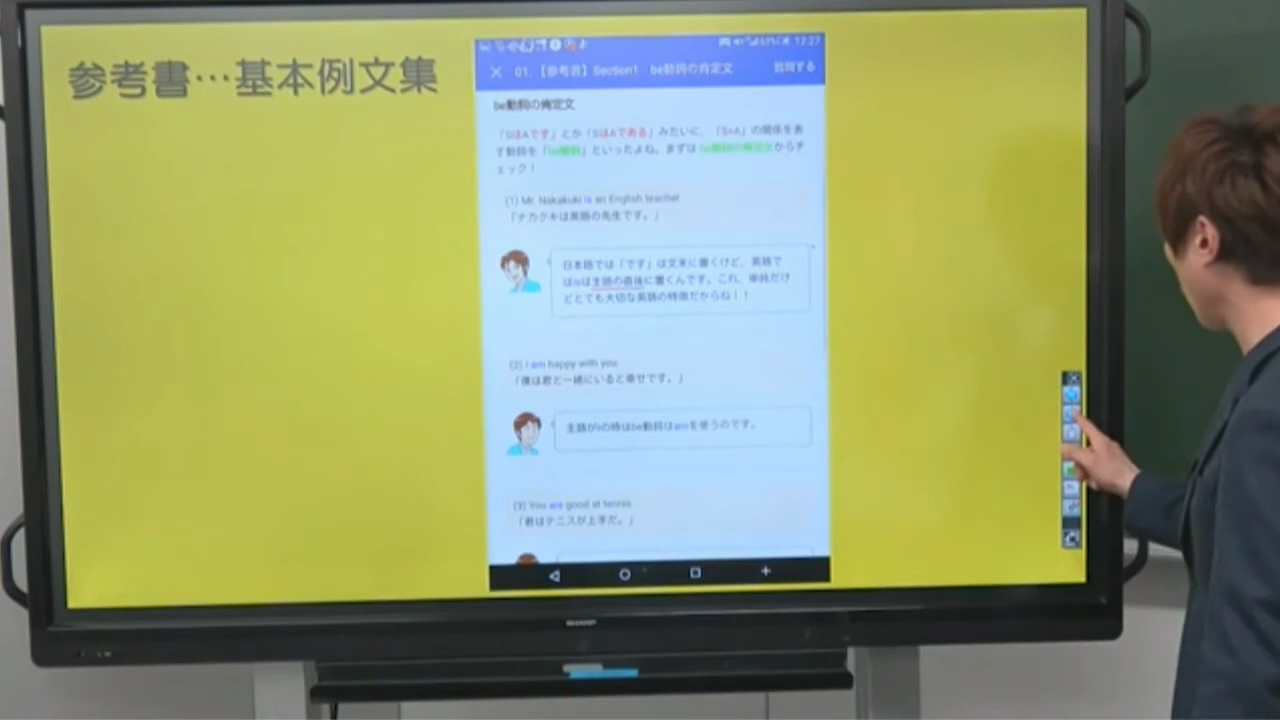 参考書…基本例文集
12:27
01.【参考書】Section1 be動詞の肯定文 質問する
be動詞の肯定文
「SはAです」とか「SはAである」みたいに、「S=A」の関係を表
す動詞を「be動詞」といったよね。まずは be動詞の肯定文からチ
ェック！
(1) Mr. Nakakuki is an English teacher.
「ナカクキは英語の先生です。」
日本語では「です」は文末に置くけど、英語で
はisは主語の直後に置くんです。これ、単純だけ
どとても大切な英語の特徴だからね！！
(2) I am happy with you.
「僕は君と一緒にいると幸せです。」
主語がIの時はbe動詞はamを使うのです。
(3) You are good at tennis.
「君はテニスが上手だ。」
SHARP